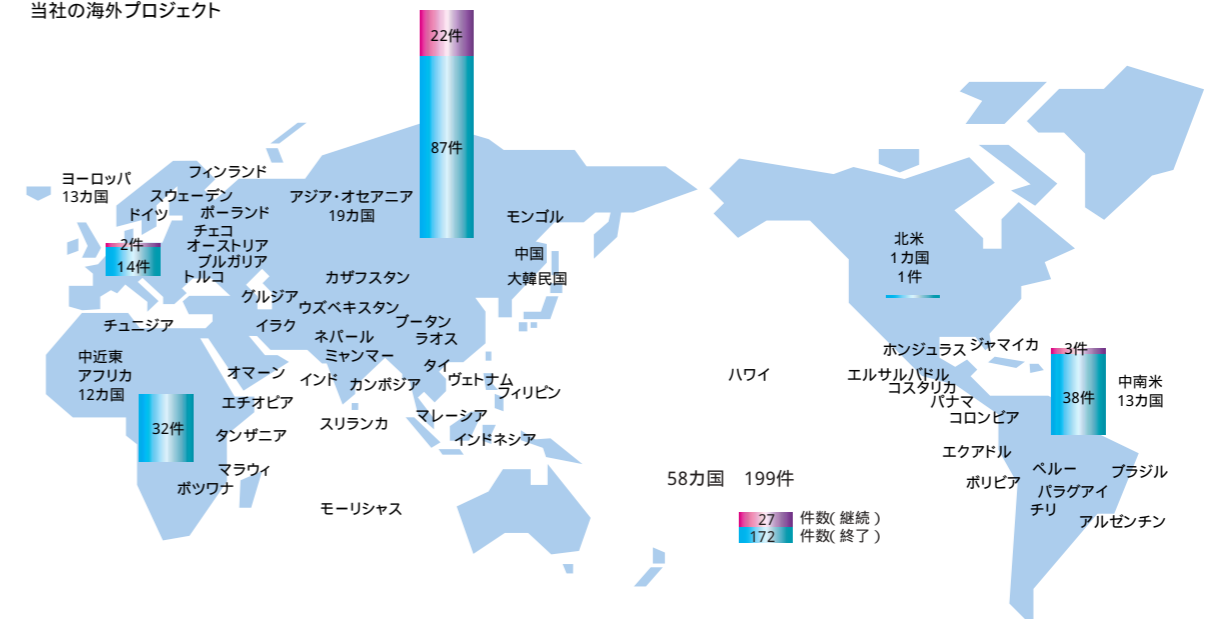 当社の海外プロジェクト
22件
87件
ヨーロッパ
13カ国
フィンランド
スウェーデン
ドイツ
ポーランド
チェコ
オーストリア
ブルガリア
トルコ
2件
14件
グルジア
アジア・オセアニア
19カ国
モンゴル
中国
大韓民国
カザフスタン
ウズベキスタン
ブータン
ネパール
ラオス
ミャンマー
タイ
インド
カンボジア
ヴェトナム
フィリピン
スリランカ
マレーシア
インドネシア
チュニジア
イラク
中近東
アフリカ
12カ国
オマーン
エチオピア
32件
タンザニア
マラウィ
ボツワナ
モーリシャス
北米
1カ国
1件
ハワイ
ホンジュラス
ジャマイカ
エルサルバドル
コスタリカ
パナマ
コロンビア
3件
38件
中南米
13カ国
エクアドル
ボリビア
ペルー
ブラジル
パラグアイ
チリ
アルゼンチン
58カ国 199件
27 件数(継続)
172 件数(終了)